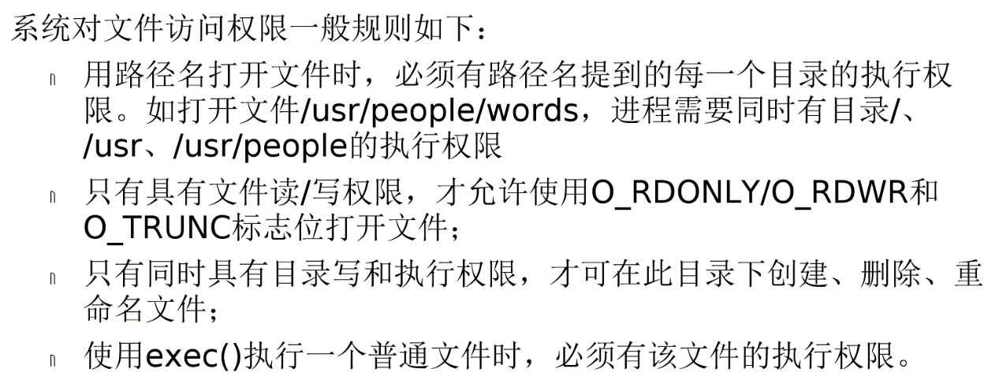 系统对文件访问权限一般规则如下：
n 用路径名打开文件时，必须有路径名提到的每一个目录的执行权
限。如打开文件/usr/people/words，进程需要同时有目录/、
/usr、/usr/people的执行权限
n 只有具有文件读/写权限，才允许使用O_RDONLY/O_RDWR和
O_TRUNC标志位打开文件；
n 只有同时具有目录写和执行权限，才可在此目录下创建、删除、重
命名文件；
n 使用exec()执行一个普通文件时，必须有该文件的执行权限。